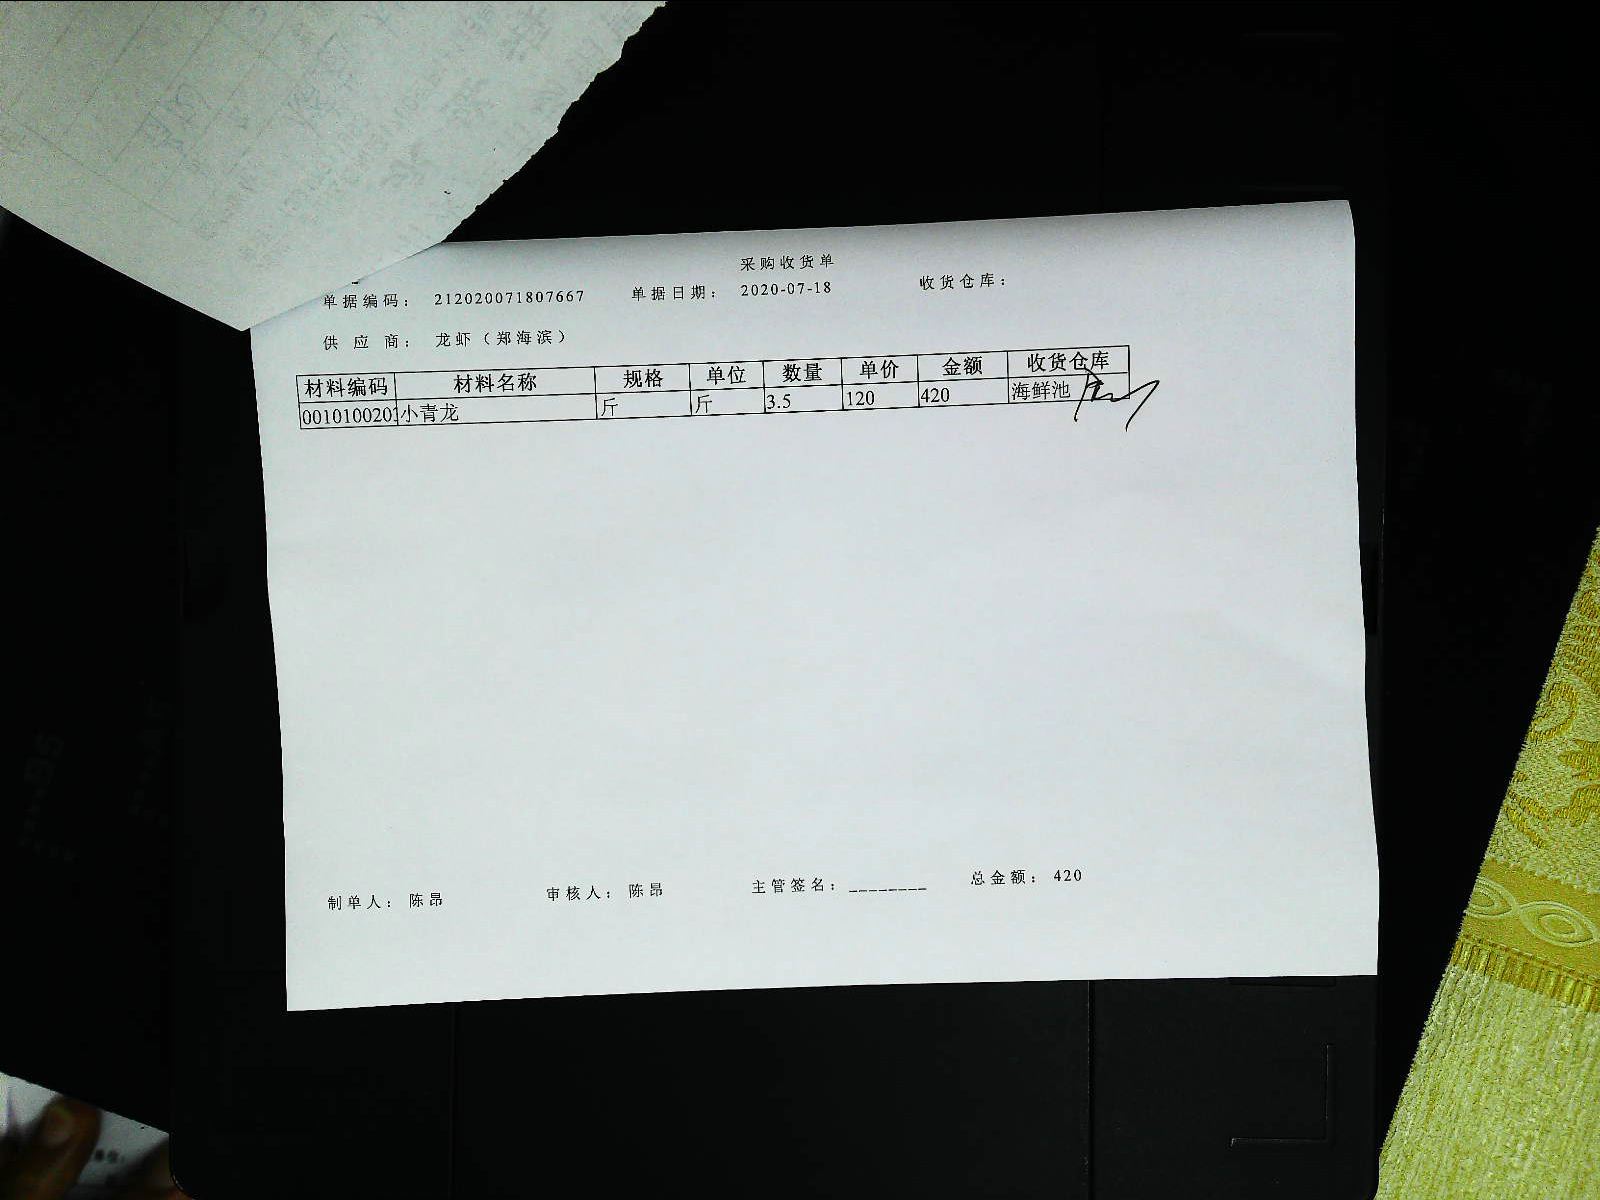 采购收货单
单据编码： 212020071807667 单据日期： 2020-07-18 收货仓库：
供 应 商： 龙虾（郑海滨）
材料编码 材料名称 规格 单位 数量 单价 金额 收货仓库
001010020 小青龙 斤 斤 3.5 120 420 海鲜池
制单人： 陈昂 审核人： 陈昂 主管签名：________ 总金额： 420